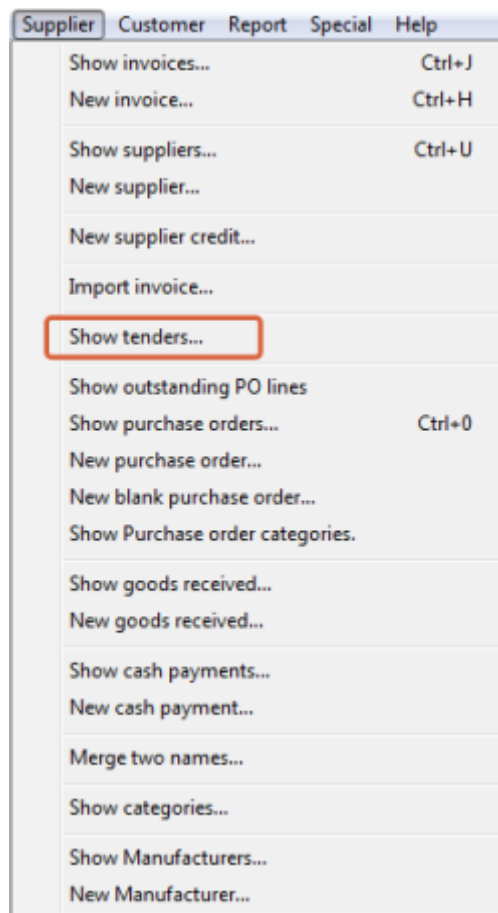 Supplier Customer Report Special Help
Show invoices... Ctrl+J
New invoice... Ctrl+H
Show suppliers... Ctrl+U
New supplier...
New supplier credit...
Import invoice...
Show tenders...
Show outstanding PO lines
Show purchase orders... Ctrl+0
New purchase order...
New blank purchase order...
Show Purchase order categories.
Show goods received...
New goods received...
Show cash payments...
New cash payment...
Merge two names...
Show categories...
Show Manufacturers...
New Manufacturer...